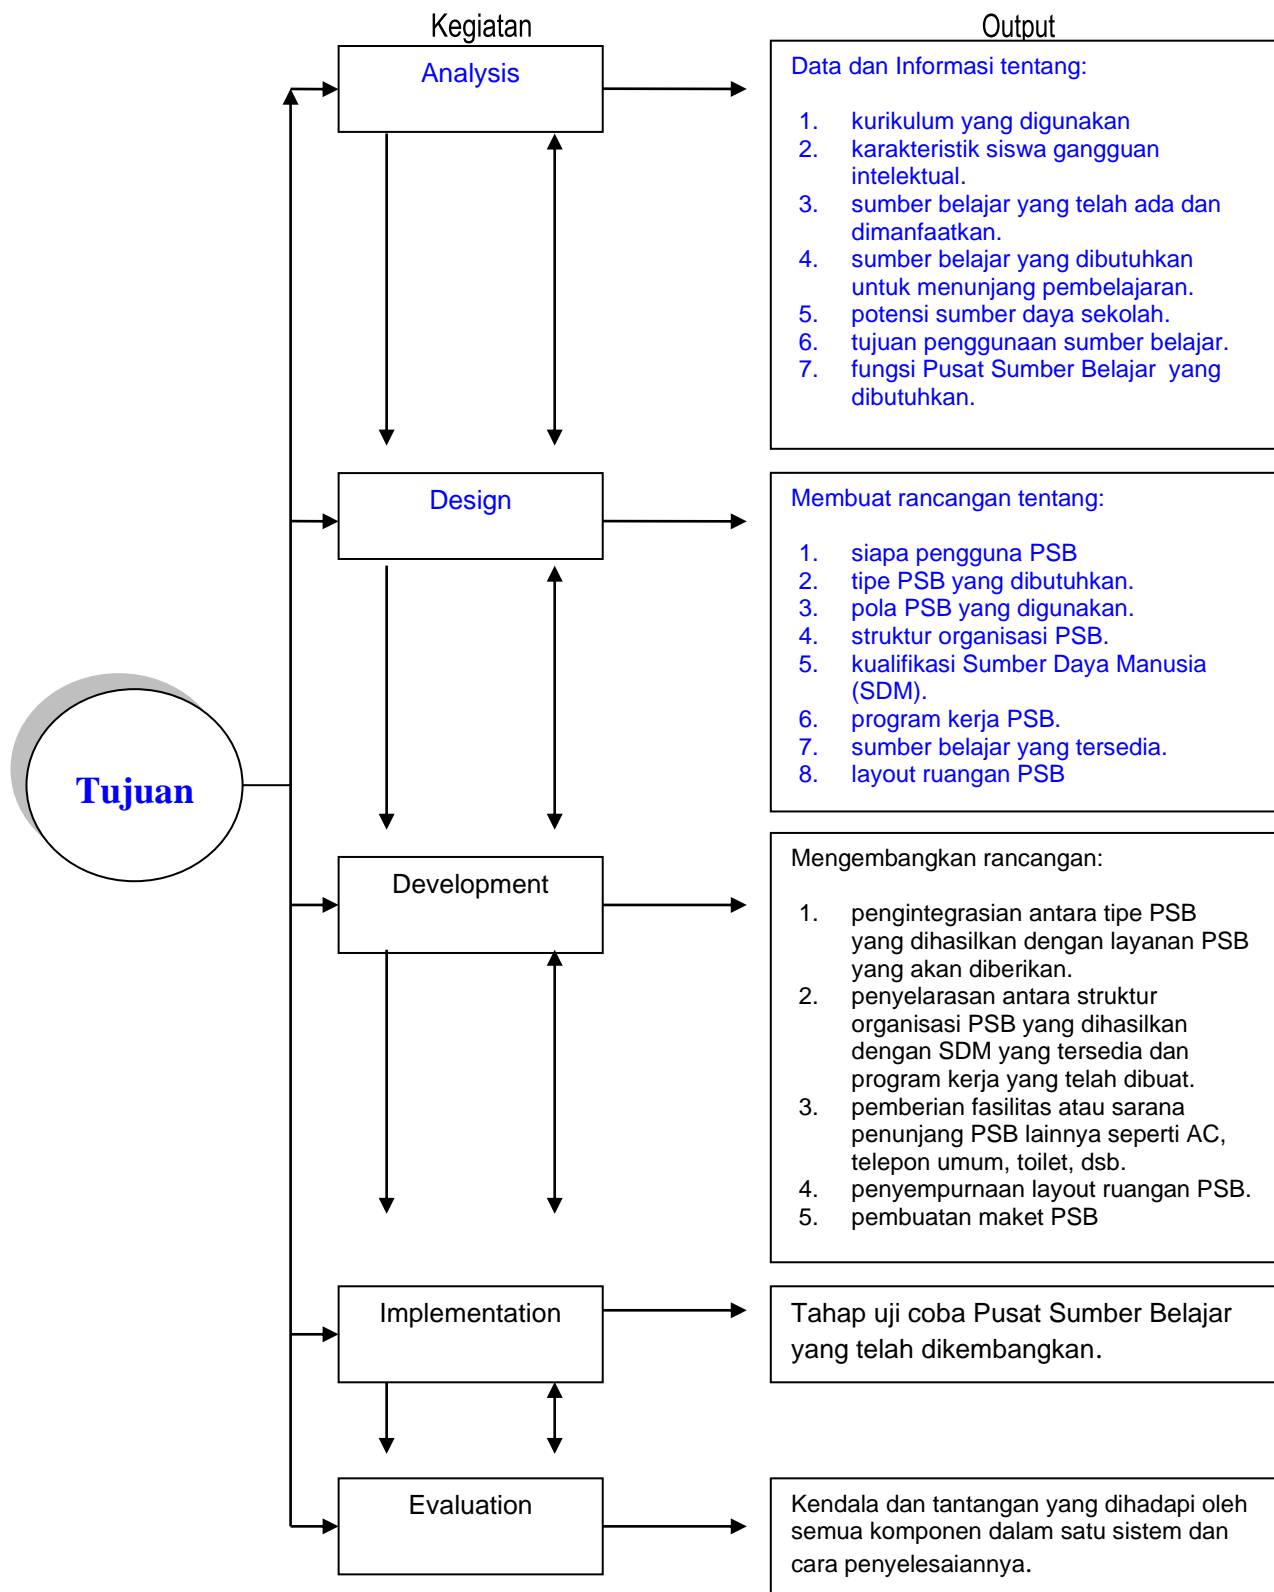 Kegiatan
Output
Analysis
Data dan Informasi tentang:
1. kurikulum yang digunakan
2. karakteristik siswa gangguan
intelektual.
3. sumber belajar yang telah ada dan
dimanfaatkan.
4. sumber belajar yang dibutuhkan
untuk menunjang pembelajaran.
5. potensi sumber daya sekolah.
6. tujuan penggunaan sumber belajar.
7. fungsi Pusat Sumber Belajar yang
dibutuhkan.
Design
Membuat rancangan tentang:
1. siapa pengguna PSB
2. tipe PSB yang dibutuhkan.
3. pola PSB yang digunakan.
4. struktur organisasi PSB.
5. kualifikasi Sumber Daya Manusia
(SDM).
6. program kerja PSB.
7. sumber belajar yang tersedia.
8. layout ruangan PSB
Tujuan
Development
Mengembangkan rancangan:
1. pengintegrasian antara tipe PSB
yang dihasilkan dengan layanan PSB
yang akan diberikan.
2. penyelarasan antara struktur
organisasi PSB yang dihasilkan
dengan SDM yang tersedia dan
program kerja yang telah dibuat.
3. pemberian fasilitas atau sarana
penunjang PSB lainnya seperti AC,
telepon umum, toilet, dsb.
4. penyempurnaan layout ruangan PSB.
5. pembuatan maket PSB
Implementation
Tahap uji coba Pusat Sumber Belajar
yang telah dikembangkan.
Evaluation
Kendala dan tantangan yang dihadapi oleh
semua komponen dalam satu sistem dan
cara penyelesaiannya.